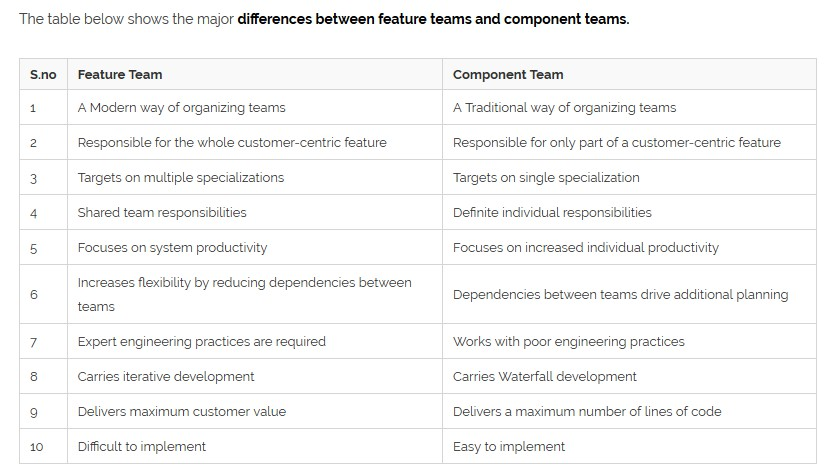 The table below shows the major differences between feature teams and component teams.
S.no Feature Team Component Team
1 A Modern way of organizing teams A Traditional way of organizing teams
2 Responsible for the whole customer-centric feature Responsible for only part of a customer-centric feature
3 Targets on multiple specializations Targets on single specialization
4 Shared team responsibilities Definite individual responsibilities
5 Focuses on system productivity Focuses on increased individual productivity
6 Increases flexibility by reducing dependencies between
teams Dependencies between teams drive additional planning
7 Expert engineering practices are required Works with poor engineering practices
8 Carries iterative development Carries Waterfall development
9 Delivers maximum customer value Delivers a maximum number of lines of code
10 Difficult to implement Easy to implement